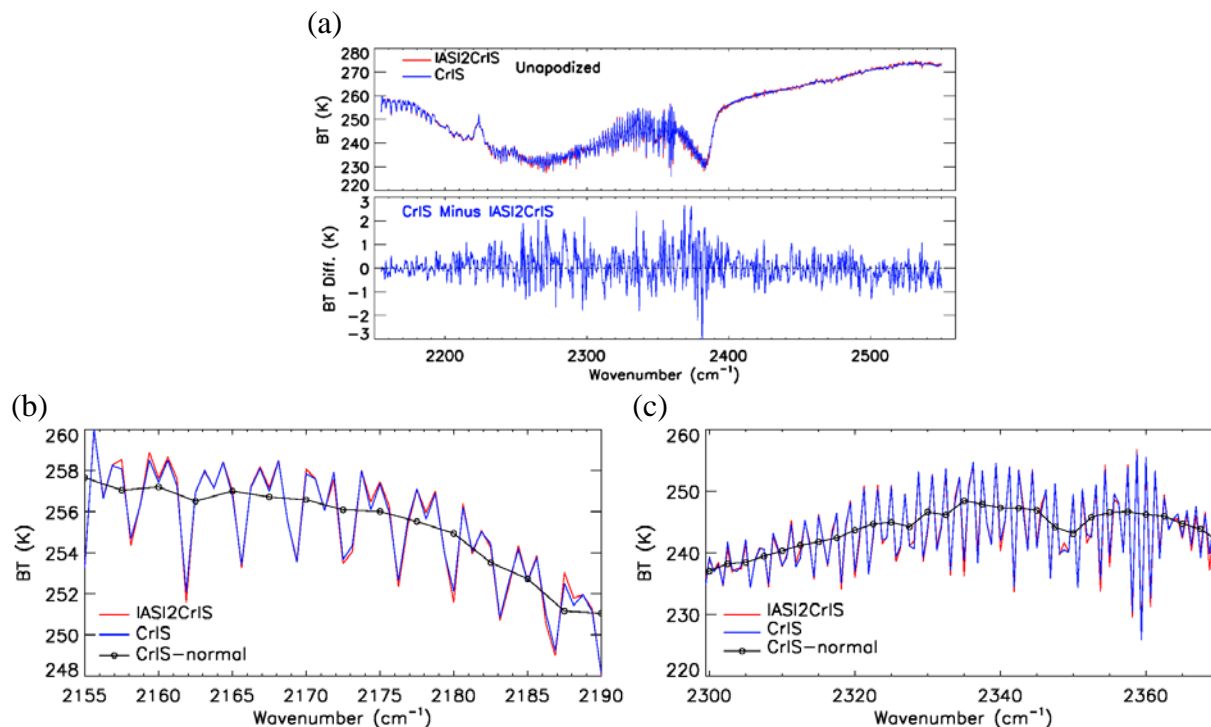 (a)
280
270
260
250
240
230
220
BT (K)
IASI2CrIS
CrIS
Unapodized
3
2
1
0
−1
−2
−3
BT Diff. (K)
CrIS Minus IASI2CrIS
2200 2300 2400 2500
Wavenumber (cm⁻¹)
(b)
260
258
256
254
252
250
248
BT (K)
IASI2CrIS
CrIS
CrIS−normal
2155 2160 2165 2170 2175 2180 2185 2190
Wavenumber (cm⁻¹)
(c)
260
250
240
230
220
BT (K)
IASI2CrIS
CrIS
CrIS−normal
2300 2320 2340 2360
Wavenumber (cm⁻¹)